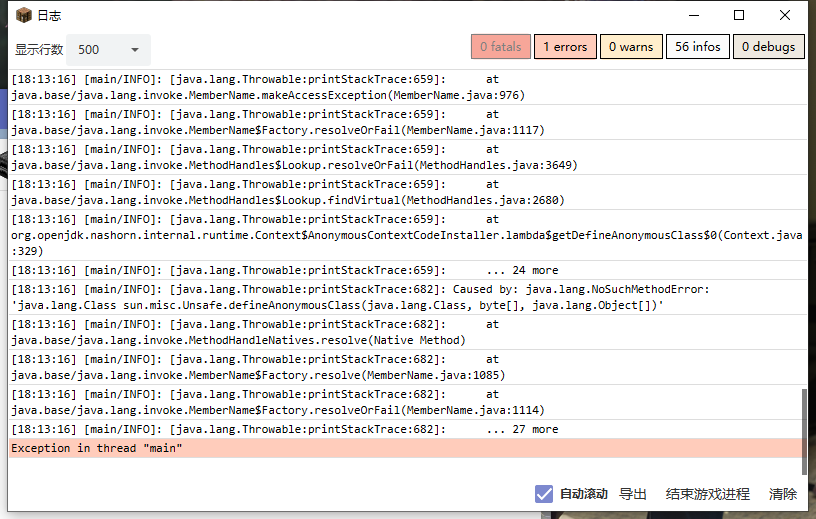 日志
显示行数 500 0 fatals 1 errors 0 warns 56 infos 0 debugs
[18:13:16] [main/INFO]: [java.lang.Throwable:printStackTrace:659]: at
java.base/java.lang.invoke.MemberName.makeAccessException(MemberName.java:976)
[18:13:16] [main/INFO]: [java.lang.Throwable:printStackTrace:659]: at
java.base/java.lang.invoke.MemberName$Factory.resolveOrFail(MemberName.java:1117)
[18:13:16] [main/INFO]: [java.lang.Throwable:printStackTrace:659]: at
java.base/java.lang.invoke.MethodHandles$Lookup.resolveOrFail(MethodHandles.java:3649)
[18:13:16] [main/INFO]: [java.lang.Throwable:printStackTrace:659]: at
java.base/java.lang.invoke.MethodHandles$Lookup.findVirtual(MethodHandles.java:2680)
[18:13:16] [main/INFO]: [java.lang.Throwable:printStackTrace:659]: at
org.openjdk.nashorn.internal.runtime.Context$AnonymousContextCodeInstaller.lambda$getDefineAnonymousClass$0(Context.java
:329)
[18:13:16] [main/INFO]: [java.lang.Throwable:printStackTrace:659]: ... 24 more
[18:13:16] [main/INFO]: [java.lang.Throwable:printStackTrace:682]: Caused by: java.lang.NoSuchMethodError:
'java.lang.Class sun.misc.Unsafe.defineAnonymousClass(java.lang.Class, byte[], java.lang.Object[])'
[18:13:16] [main/INFO]: [java.lang.Throwable:printStackTrace:682]: at
java.base/java.lang.invoke.MethodHandleNatives.resolve(Native Method)
[18:13:16] [main/INFO]: [java.lang.Throwable:printStackTrace:682]: at
java.base/java.lang.invoke.MemberName$Factory.resolve(MemberName.java:1085)
[18:13:16] [main/INFO]: [java.lang.Throwable:printStackTrace:682]: at
java.base/java.lang.invoke.MemberName$Factory.resolveOrFail(MemberName.java:1114)
[18:13:16] [main/INFO]: [java.lang.Throwable:printStackTrace:682]: ... 27 more
Exception in thread "main"
自动滚动 导出 结束游戏进程 清除